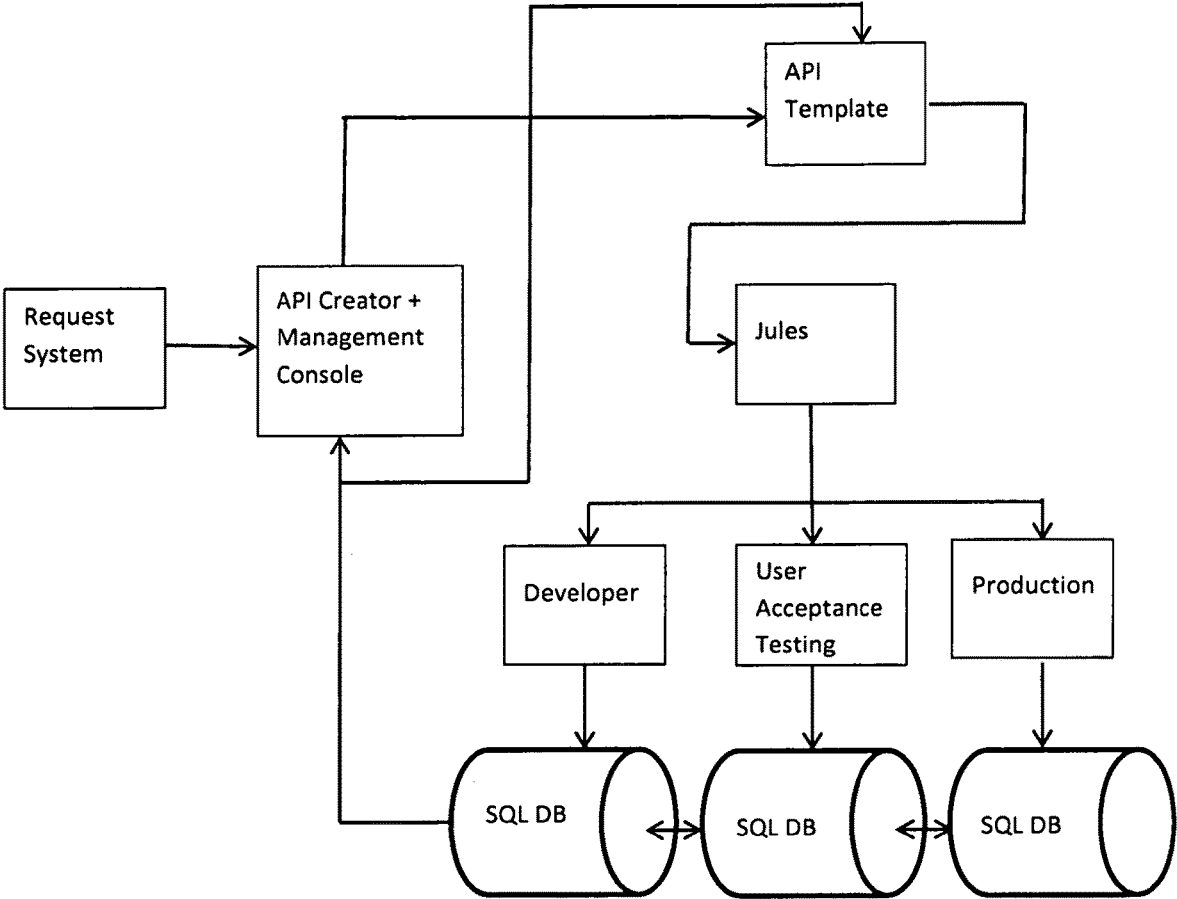 API
Template
Request
System
API Creator +
Management
Console
Jules
Developer
User
Acceptance
Testing
Production
SQL DB
SQL DB
SQL DB